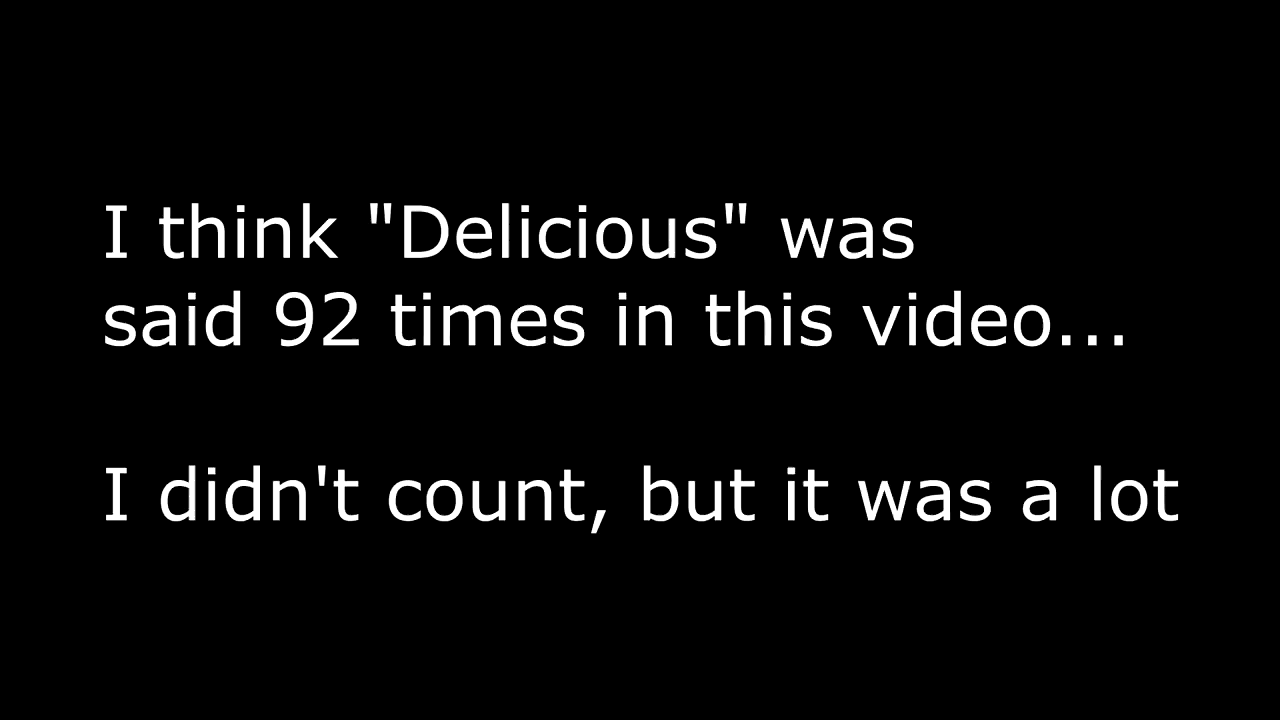 I think "Delicious" was
said 92 times in this video...
I didn't count, but it was a lot